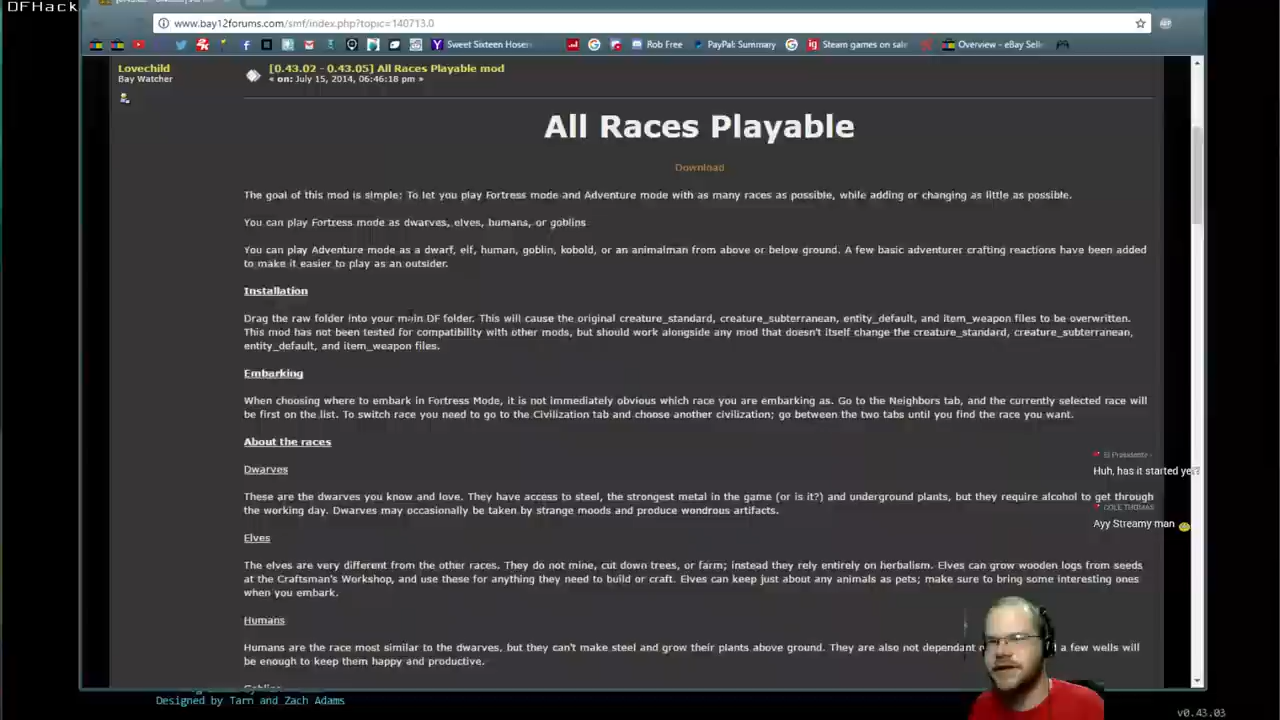 DFHack
www.bay12forums.com/smf/index.php?topic=140713.0
Sweet Sixteen Hoser
Rob Free
PayPal: Summary
Steam games on sale
Overview - eBay Sell
Lovechild
Bay Watcher
[0.43.02 - 0.43.05] All Races Playable mod
« on: July 15, 2014, 06:46:18 pm »
All Races Playable
Download
The goal of this mod is simple: To let you play Fortress mode and Adventure mode with as many races as possible, while adding or changing as little as possible.
You can play Fortress mode as dwarves, elves, humans, or goblins
You can play Adventure mode as a dwarf, elf, human, goblin, kobold, or an animalman from above or below ground. A few basic adventurer crafting reactions have been added
to make it easier to play as an outsider.
Installation
Drag the raw folder into your main DF folder. This will cause the original creature_standard, creature_subterranean, entity_default, and item_weapon files to be overwritten.
This mod has not been tested for compatibility with other mods, but should work alongside any mod that doesn't itself change the creature_standard, creature_subterranean,
entity_default, and item_weapon files.
Embarking
When choosing where to embark in Fortress Mode, it is not immediately obvious which race you are embarking as. Go to the Neighbors tab, and the currently selected race will
be first on the list. To switch race you need to go to the Civilization tab and choose another civilization; go between the two tabs until you find the race you want.
About the races
Dwarves
El Presidente -
Huh, has it started yet?
These are the dwarves you know and love. They have access to steel, the strongest metal in the game (or is it?) and underground plants, but they require alcohol to get through
the working day. Dwarves may occasionally be taken by strange moods and produce wondrous artifacts.
COLE THOMAS
Ayy Streamy man
Elves
The elves are very different from the other races. They do not mine, cut down trees, or farm; instead they rely entirely on herbalism. Elves can grow wooden logs from seeds
at the Craftsman's Workshop, and use these for anything they need to build or craft. Elves can keep just about any animals as pets; make sure to bring some interesting ones
when you embark.
Humans
Humans are the race most similar to the dwarves, but they can't make steel and grow their plants above ground. They are also not dependant a few wells will
be enough to keep them happy and productive.
Goblins
Designed by Tarn and Zach Adams
v0.43.03